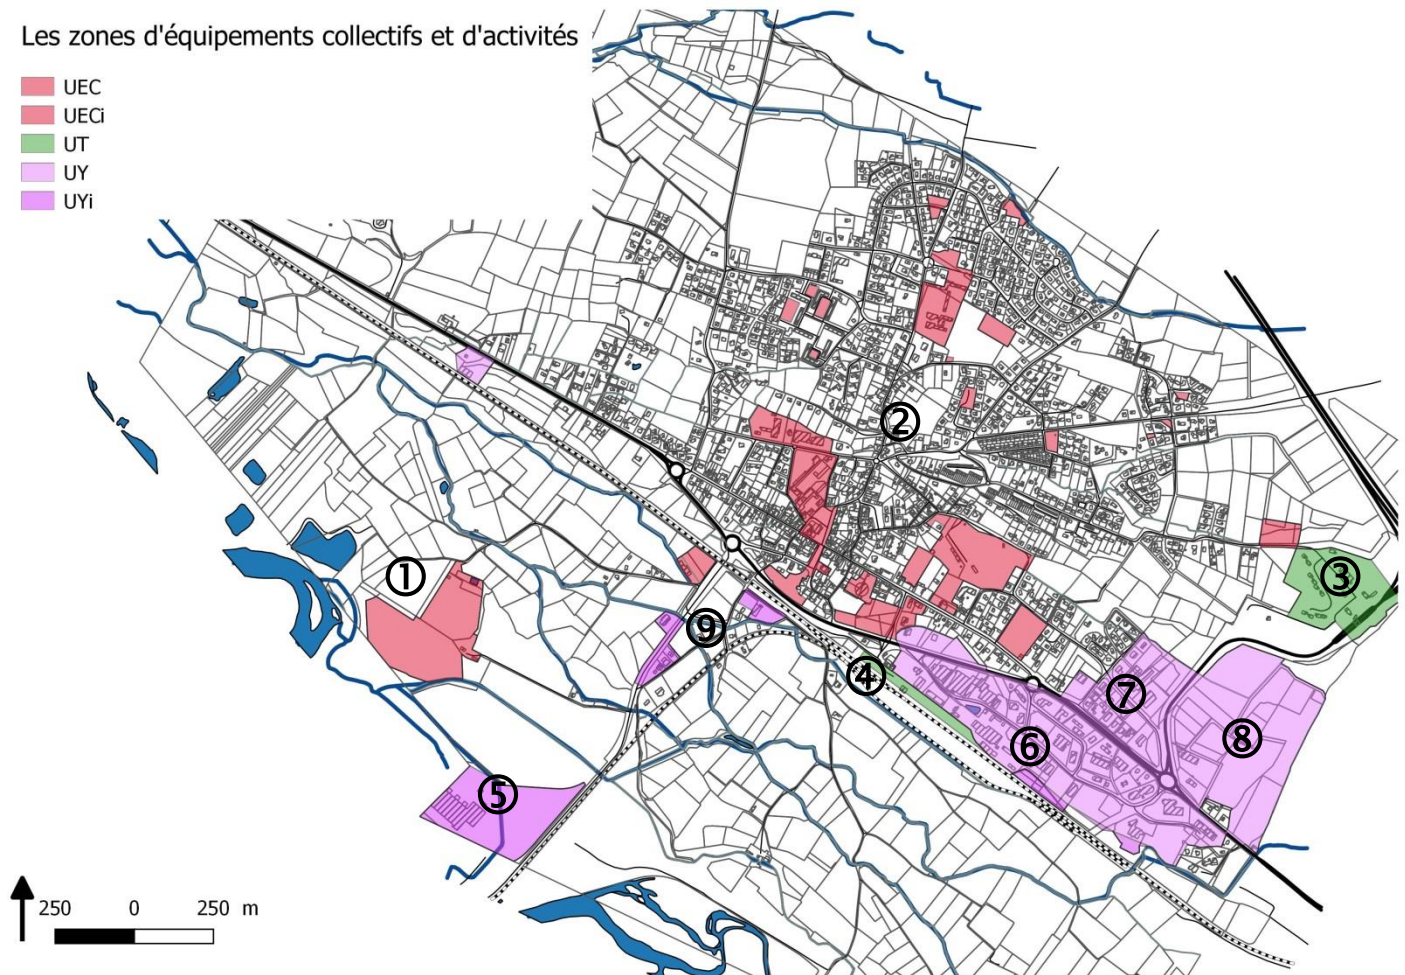 Les zones d'équipements collectifs et d'activités
UEC
UECi
UT
UY
UYi
②
①
③
⑨
④
⑦
⑥
⑧
⑤
250 0 250 m